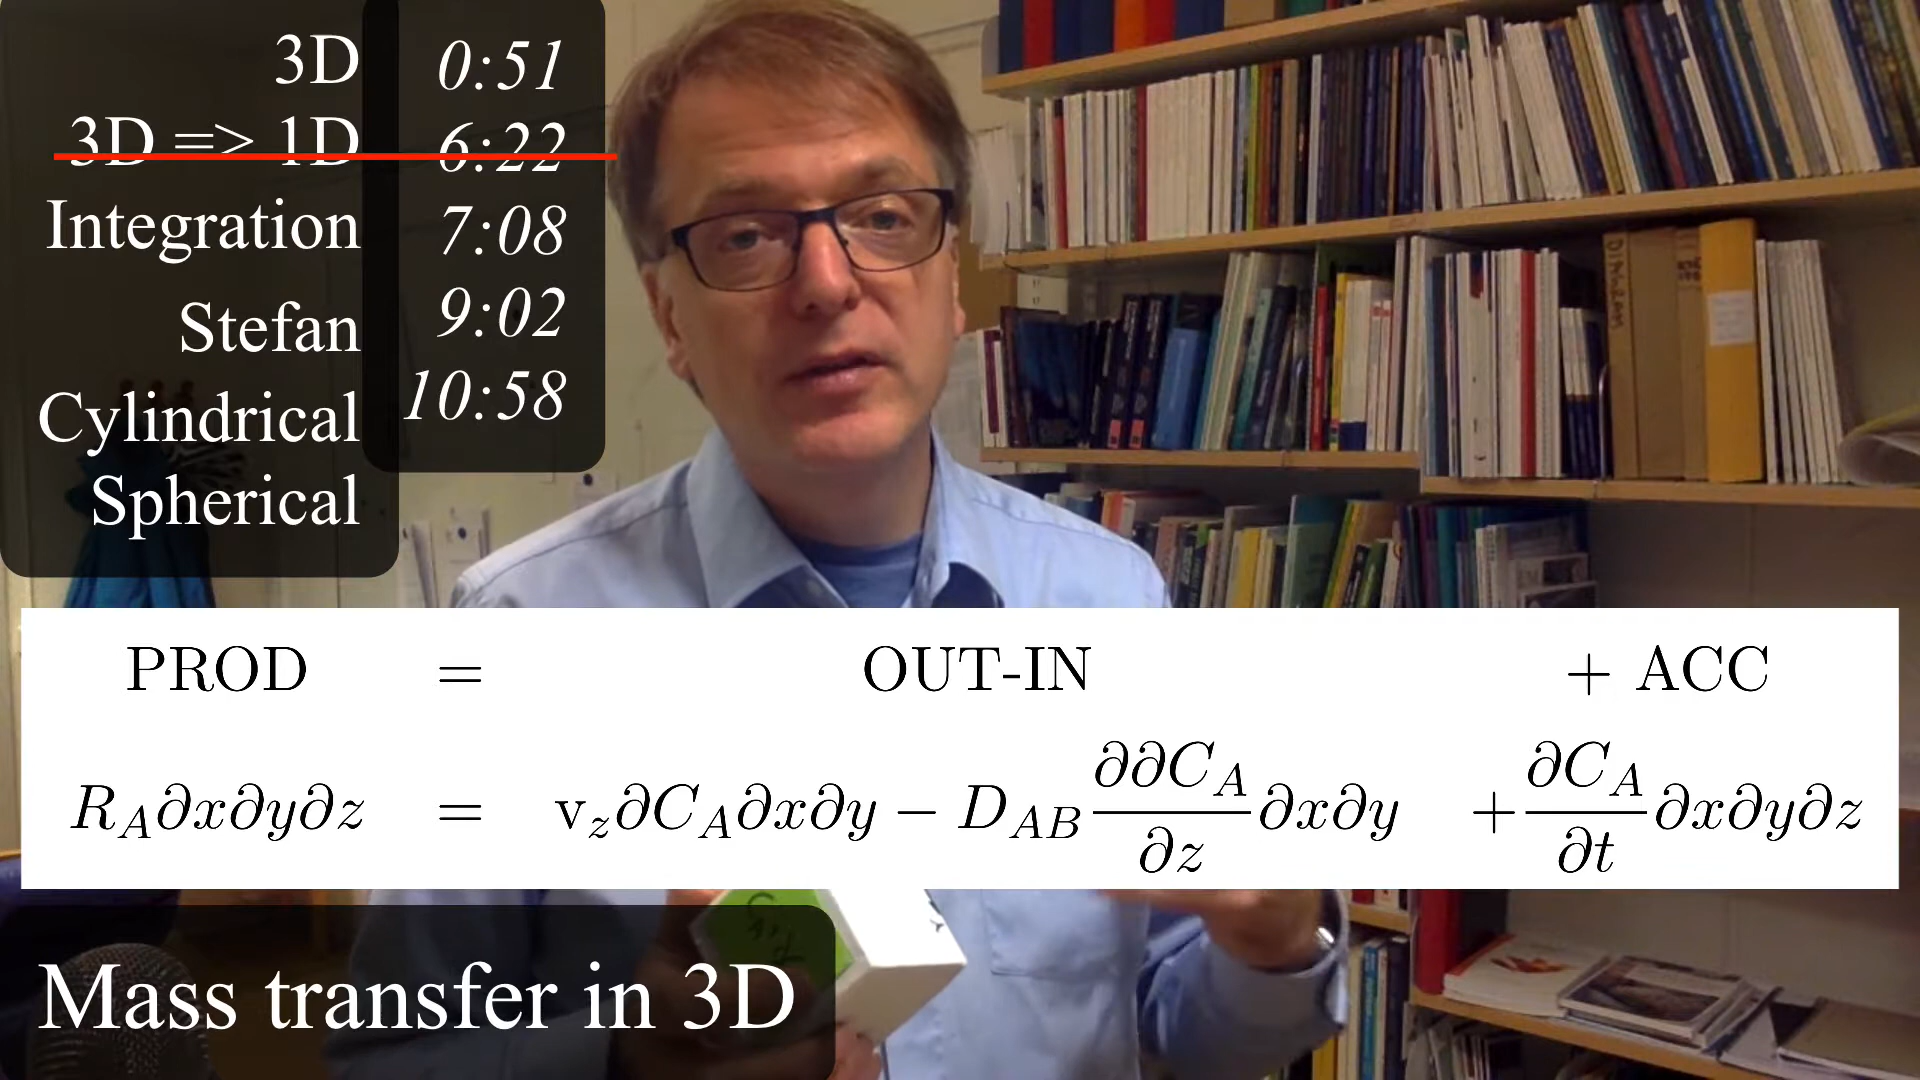 3D 0:51
3D => 1D 6:22
Integration 7:08
Stefan 9:02
Cylindrical 10:58
Spherical
PROD = OUT-IN + ACC
R_A∂x∂y∂z = v_z∂C_A∂x∂y − D_AB ∂∂C_A/∂z ∂x∂y + ∂C_A/∂t ∂x∂y∂z
Mass transfer in 3D